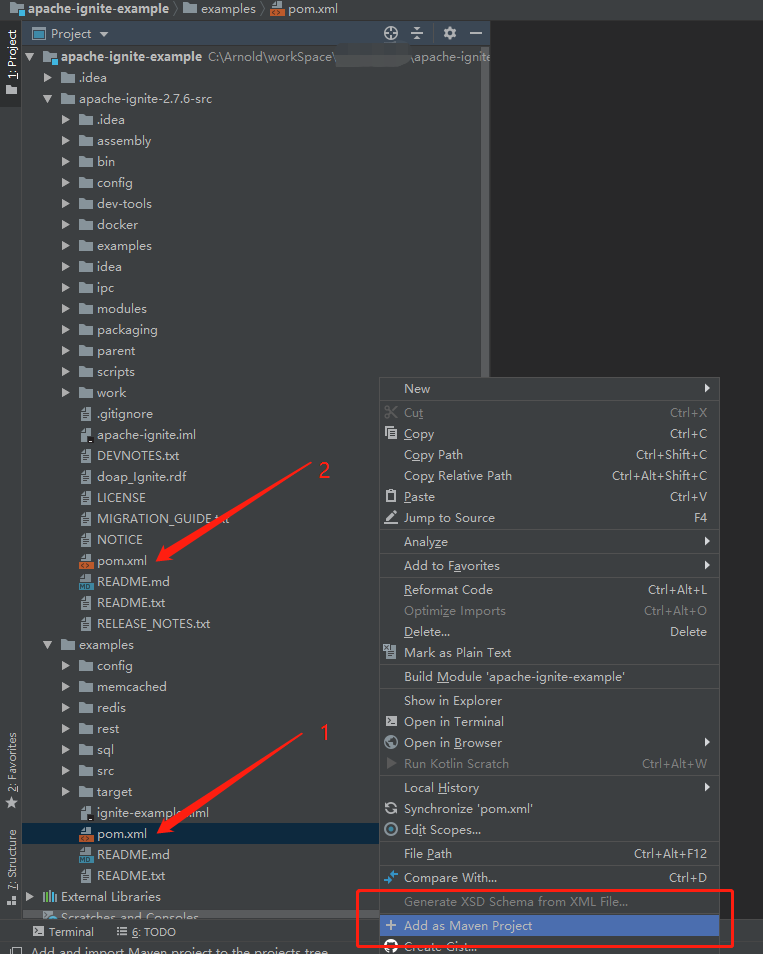 apache-ignite-example examples pom.xml
Project
1: Project
apache-ignite-example C:\Arnold\workSpace\ \apache-ignite
.idea
apache-ignite-2.7.6-src
.idea
assembly
bin
config
dev-tools
docker
examples
idea
ipc
modules
packaging
parent
scripts
work
.gitignore
apache-ignite.iml
DEVNOTES.txt
doap_Ignite.rdf
LICENSE
MIGRATION_GUIDE.txt
NOTICE
pom.xml
README.md
README.txt
RELEASE_NOTES.txt
examples
config
memcached
redis
rest
sql
src
target
ignite-examples.iml
pom.xml
README.md
README.txt
External Libraries
Scratches and Consoles
2
1
2: Favorites
7: Structure
New
Cut Ctrl+X
Copy Ctrl+C
Copy Path Ctrl+Shift+C
Copy Relative Path Ctrl+Alt+Shift+C
Paste Ctrl+V
Jump to Source F4
Analyze
Add to Favorites
Reformat Code Ctrl+Alt+L
Optimize Imports Ctrl+Alt+O
Delete... Delete
Mark as Plain Text
Build Module 'apache-ignite-example'
Show in Explorer
Open in Terminal
Open in Browser
Run Kotlin Scratch Ctrl+Alt+W
Local History
Synchronize 'pom.xml'
Edit Scopes...
File Path Ctrl+Alt+F12
Compare With... Ctrl+D
Generate XSD Schema from XML File...
Add as Maven Project
Create Gist...
Terminal 6: TODO
Add and import Maven project to the projects tree